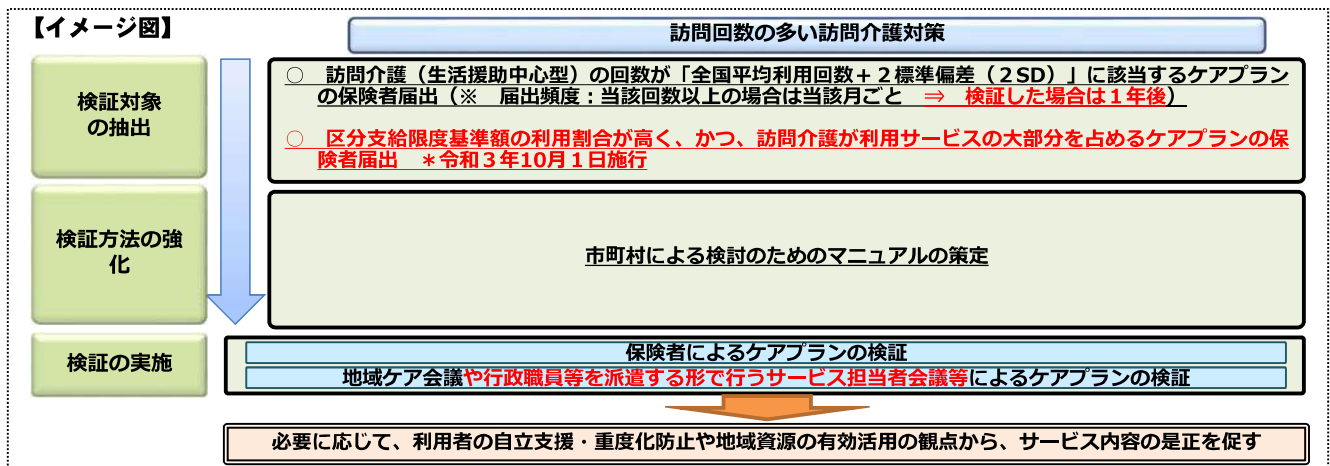 【イメージ図】
訪問回数の多い訪問介護対策
検証対象
の抽出
○　訪問介護（生活援助中心型）の回数が「全国平均利用回数＋２標準偏差（２SD）」に該当するケアプラン
の保険者届出（※　届出頻度：当該回数以上の場合は当該月ごと　⇒　検証した場合は１年後）
○　区分支給限度基準額の利用割合が高く、かつ、訪問介護が利用サービスの大部分を占めるケアプランの保
険者届出　＊令和３年10月１日施行
検証方法の強
化
市町村による検討のためのマニュアルの策定
検証の実施
保険者によるケアプランの検証
地域ケア会議や行政職員等を派遣する形で行うサービス担当者会議等によるケアプランの検証
必要に応じて、利用者の自立支援・重度化防止や地域資源の有効活用の観点から、サービス内容の是正を促す